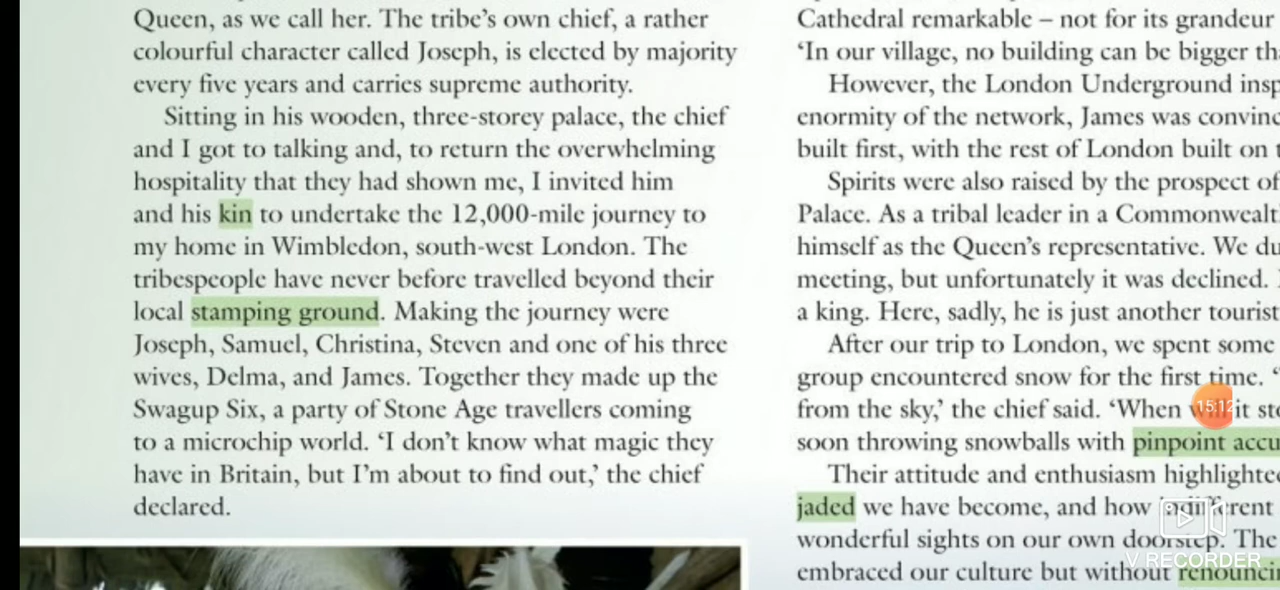 Queen, as we call her. The tribe's own chief, a rather
colourful character called Joseph, is elected by majority
every five years and carries supreme authority.
Sitting in his wooden, three-storey palace, the chief
and I got to talking and, to return the overwhelming
hospitality that they had shown me, I invited him
and his kin to undertake the 12,000-mile journey to
my home in Wimbledon, south-west London. The
tribespeople have never before travelled beyond their
local stamping ground. Making the journey were
Joseph, Samuel, Christina, Steven and one of his three
wives, Delma, and James. Together they made up the
Swagup Six, a party of Stone Age travellers coming
to a microchip world. 'I don't know what magic they
have in Britain, but I'm about to find out,' the chief
declared.
Cathedral remarkable – not for its grandeur
'In our village, no building can be bigger
However, the London Underground
enormity of the network, James was
built first, with the rest of London built on
Spirits were also raised by the prospect of
Palace. As a tribal leader in a
himself as the Queen's representative. We
meeting, but unfortunately it was declined.
a king. Here, sadly, he is just another tourist
After our trip to London, we spent some
group encountered snow for the first time.
from the sky,' the chief said. 'When will it
soon throwing snowballs with pinpoint
Their attitude and enthusiasm
jaded we have become, and how indifferent
wonderful sights on our own doorstep. The
embraced our culture but without
15:12
V RECORDER